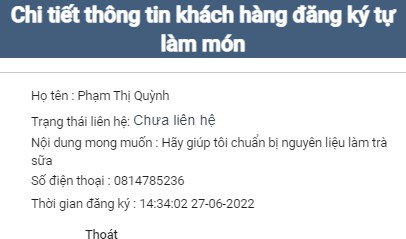 Chi tiết thông tin khách hàng đăng ký tự
làm món
Họ tên : Phạm Thị Quỳnh
Trạng thái liên hệ: Chưa liên hệ
Nội dung mong muốn : Hãy giúp tôi chuẩn bị nguyên liệu làm trà
sữa
Số điện thoại : 0814785236
Thời gian đăng ký : 14:34:02 27-06-2022
Thoát